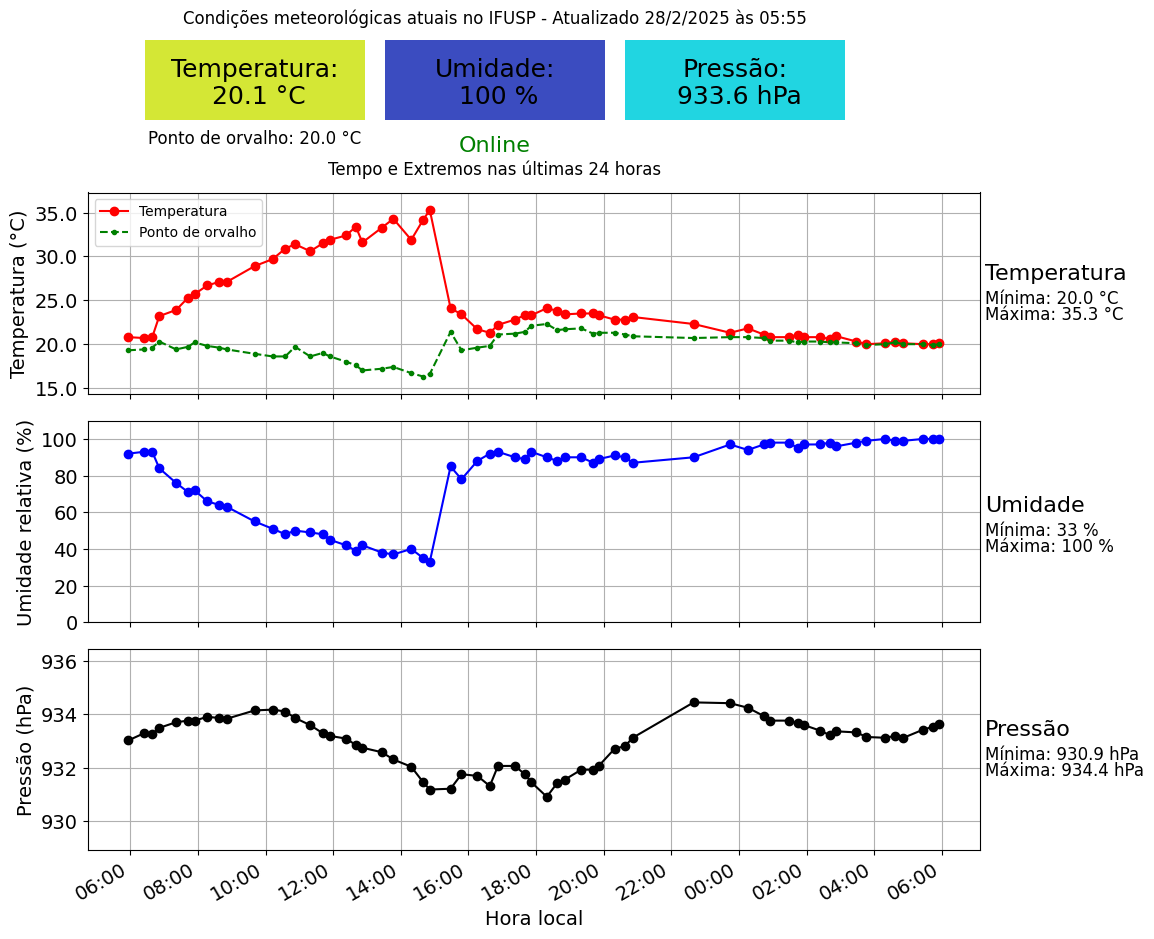 Condições meteorológicas atuais no IFUSP - Atualizado 28/2/2025 às 05:55
Temperatura:
20.1 °C
Umidade:
100 %
Pressão:
933.6 hPa
Ponto de orvalho: 20.0 °C
Online
Tempo e Extremos nas últimas 24 horas
Temperatura (°C)
35.0
30.0
25.0
20.0
15.0
Temperatura
Ponto de orvalho
Temperatura
Mínima: 20.0 °C
Máxima: 35.3 °C
Umidade relativa (%)
100
80
60
40
20
0
Umidade
Mínima: 33 %
Máxima: 100 %
Pressão (hPa)
936
934
932
930
Pressão
Mínima: 930.9 hPa
Máxima: 934.4 hPa
06:00
08:00
10:00
12:00
14:00
16:00
18:00
20:00
22:00
00:00
02:00
04:00
06:00
Hora local